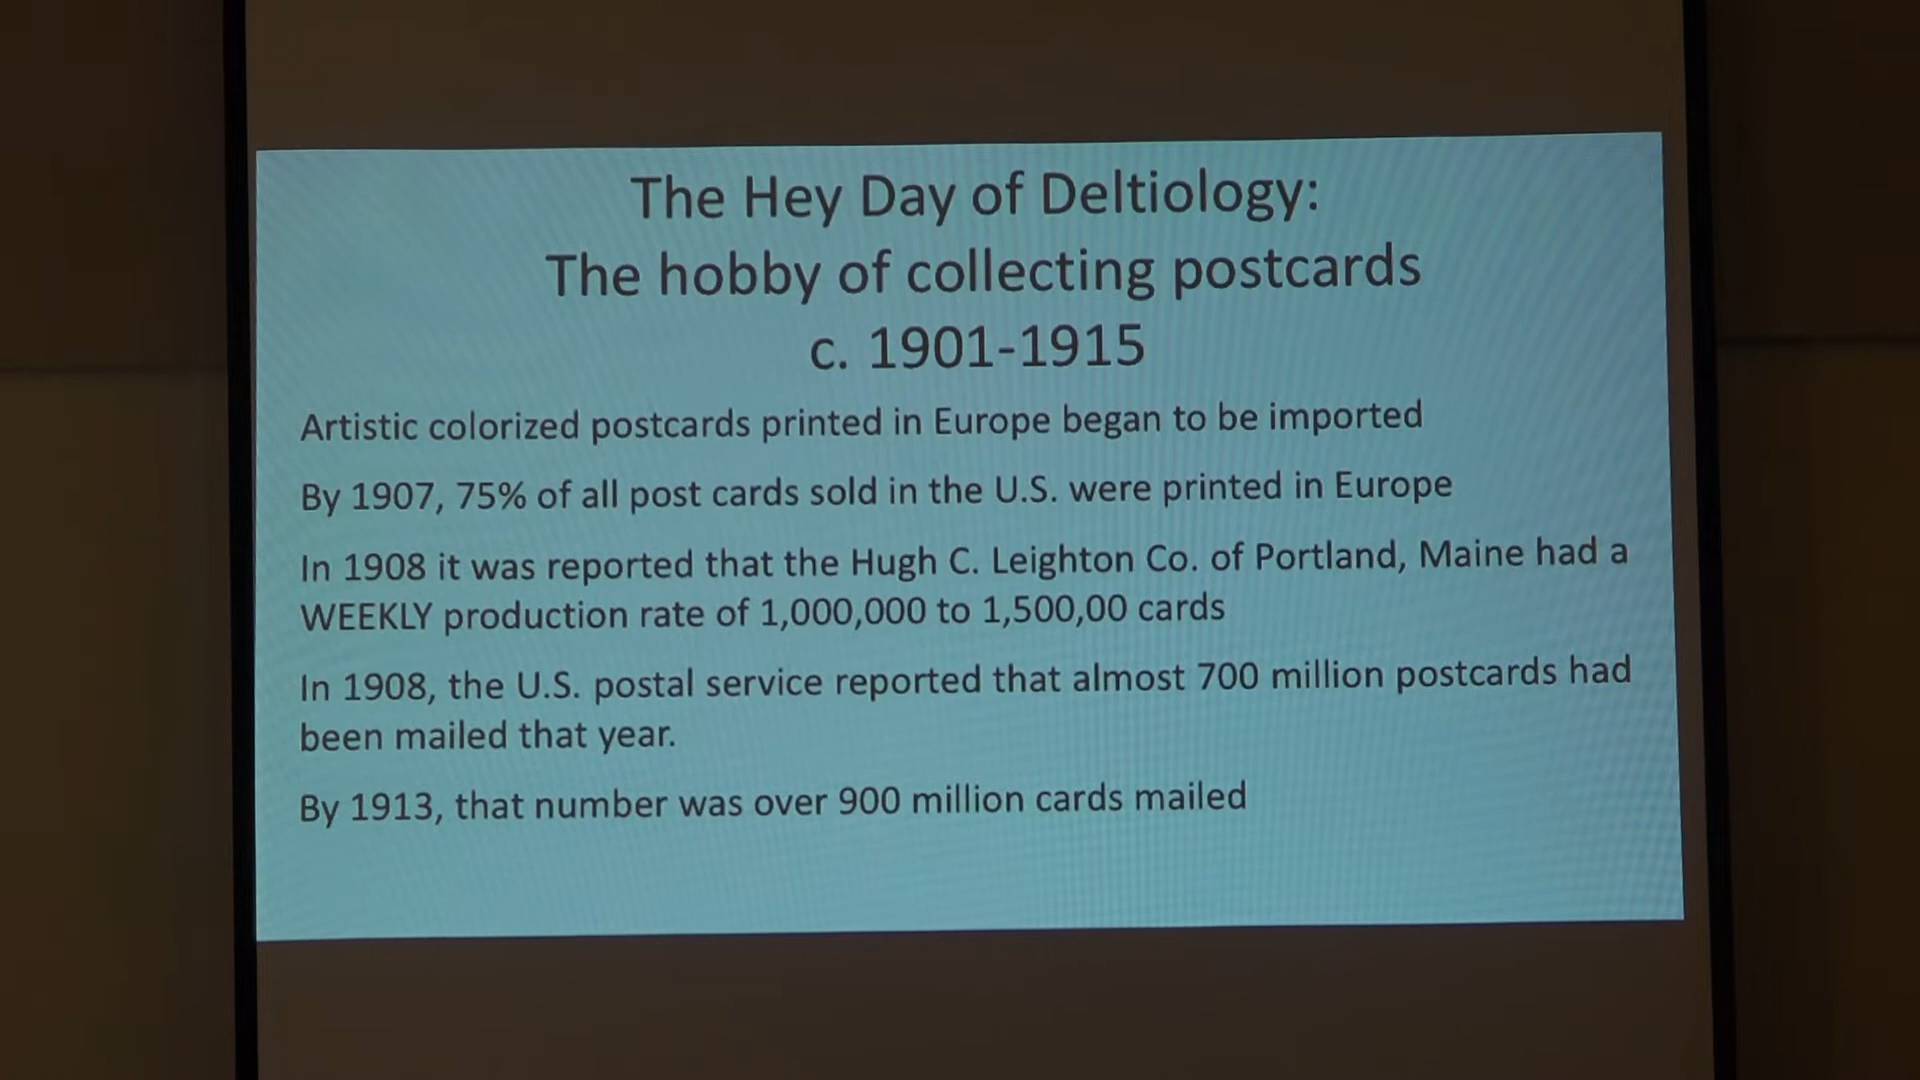 The Hey Day of Deltiology:
The hobby of collecting postcards
c. 1901-1915
Artistic colorized postcards printed in Europe began to be imported
By 1907, 75% of all post cards sold in the U.S. were printed in Europe
In 1908 it was reported that the Hugh C. Leighton Co. of Portland, Maine had a
WEEKLY production rate of 1,000,000 to 1,500,00 cards
In 1908, the U.S. postal service reported that almost 700 million postcards had
been mailed that year.
By 1913, that number was over 900 million cards mailed